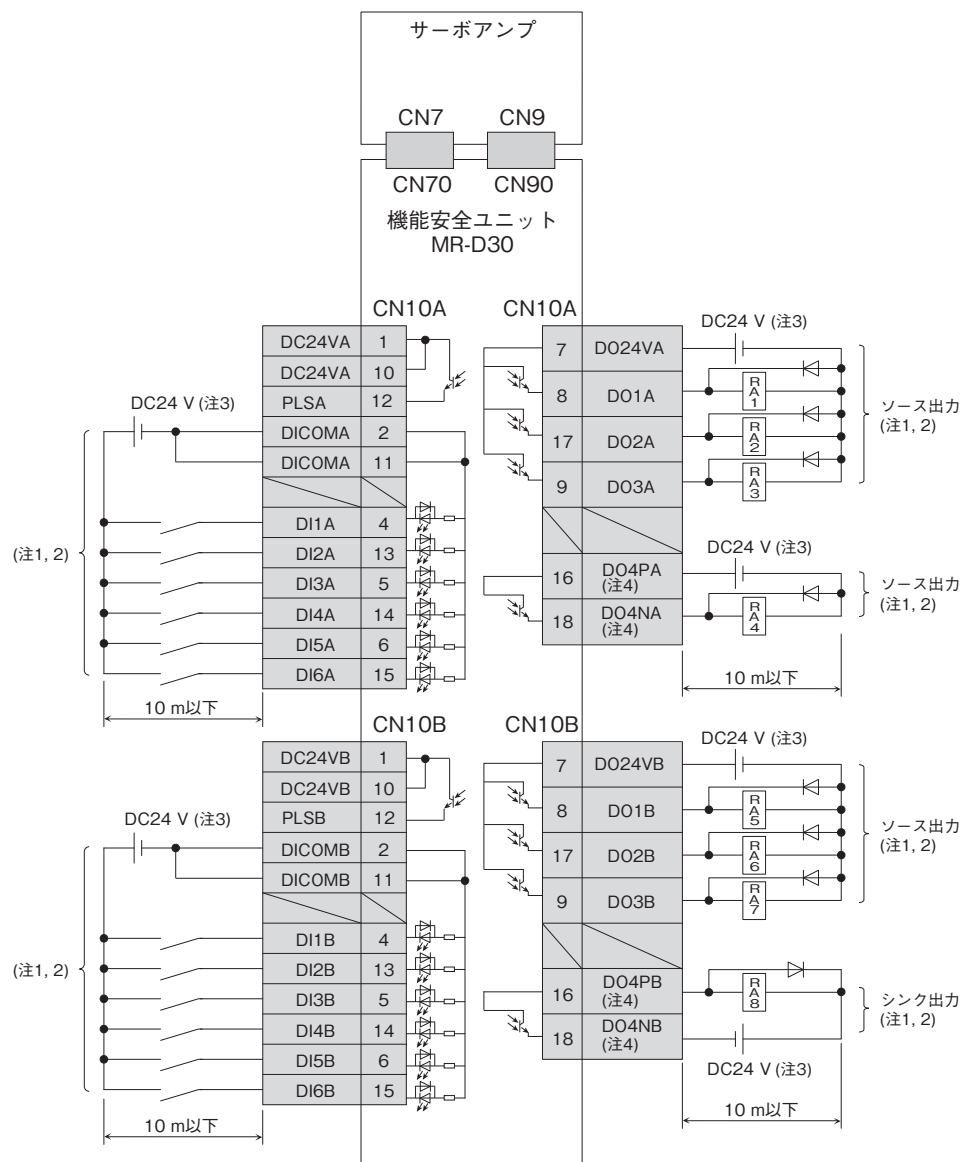 サーボアンプ
CN7 CN9
CN70 CN90
機能安全ユニット
MR-D30
CN10A
DC24VA 1
DC24VA 10
PLSA 12
DICOMA 2
DICOMA 11
DI1A 4
DI2A 13
DI3A 5
DI4A 14
DI5A 6
DI6A 15
DC24 V (注3)
(注1, 2)
10 m以下
CN10A
7 DO24VA
8 DO1A
17 DO2A
9 DO3A
16 DO4PA
(注4)
18 DO4NA
(注4)
DC24 V (注3)
RA1
RA2
RA3
ソース出力
(注1, 2)
DC24 V (注3)
RA4
ソース出力
(注1, 2)
10 m以下
CN10B
DC24VB 1
DC24VB 10
PLSB 12
DICOMB 2
DICOMB 11
DI1B 4
DI2B 13
DI3B 5
DI4B 14
DI5B 6
DI6B 15
DC24 V (注3)
(注1, 2)
10 m以下
CN10B
7 DO24VB
8 DO1B
17 DO2B
9 DO3B
16 DO4PB
(注4)
18 DO4NB
(注4)
DC24 V (注3)
RA5
RA6
RA7
ソース出力
(注1, 2)
RA8
シンク出力
(注1, 2)
DC24 V (注3)
10 m以下